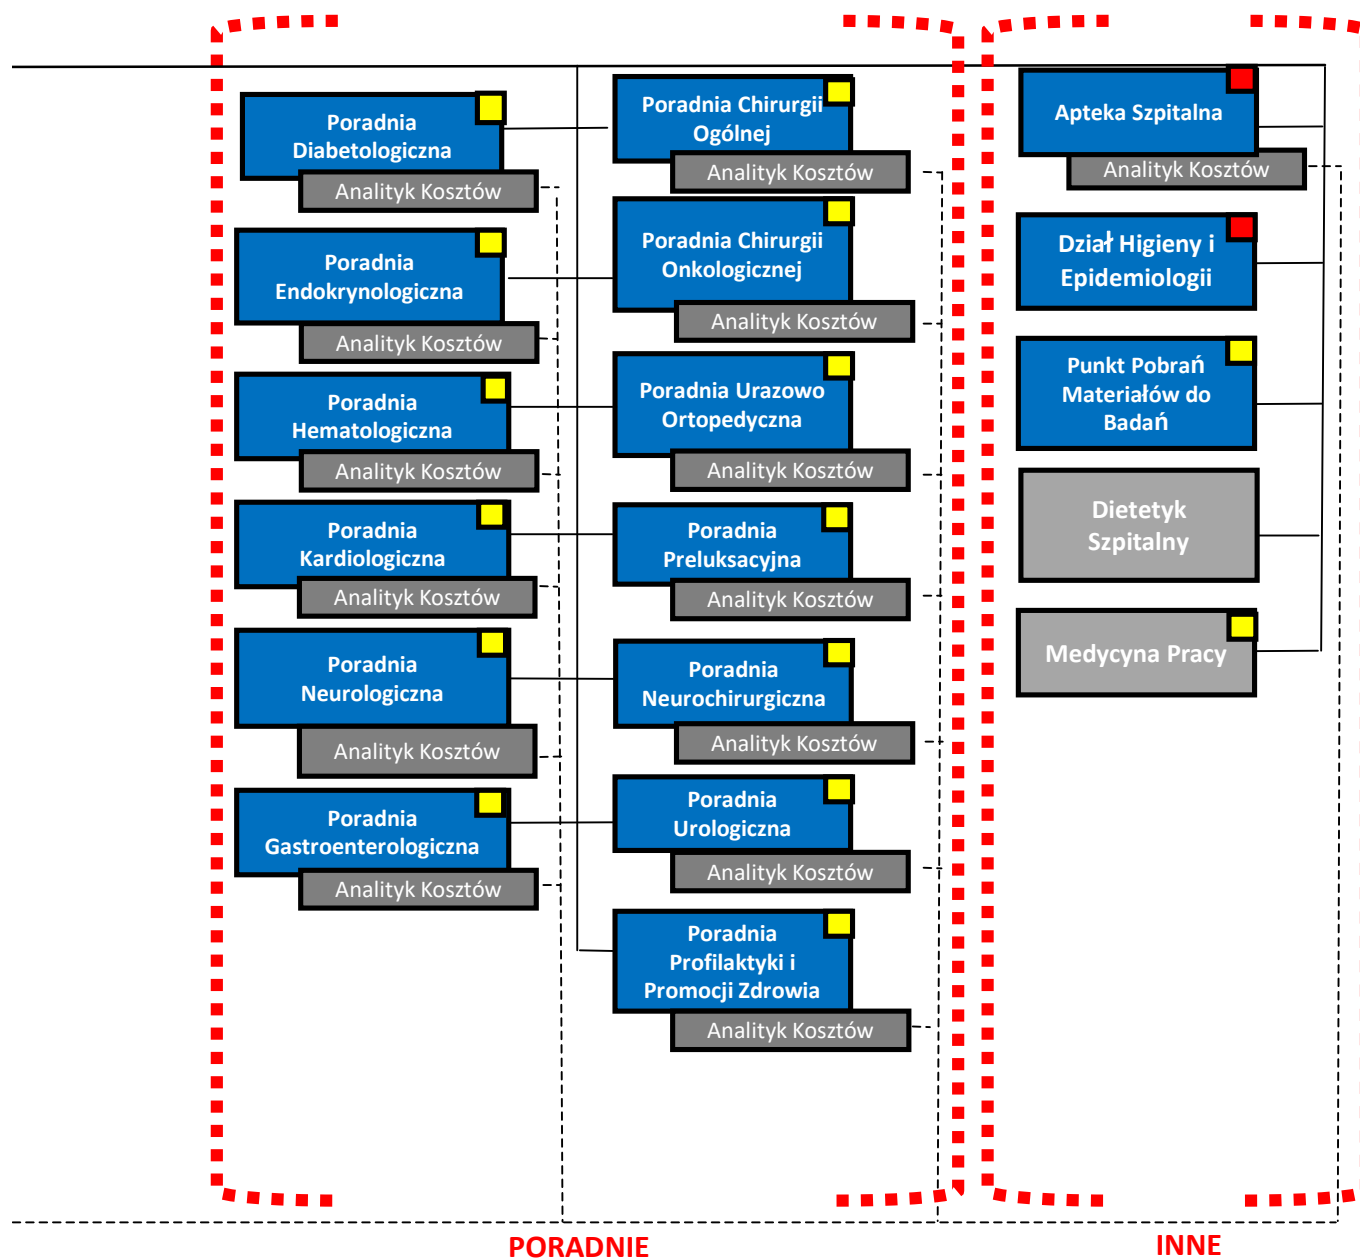 Poradnia
Diabetologiczna
Analityk Kosztów
Poradnia
Endokrynologiczna
Analityk Kosztów
Poradnia
Hematologiczna
Analityk Kosztów
Poradnia
Kardiologiczna
Analityk Kosztów
Poradnia
Neurologiczna
Analityk Kosztów
Poradnia
Gastroenterologiczna
Analityk Kosztów
Poradnia Chirurgii
Ogólnej
Analityk Kosztów
Poradnia Chirurgii
Onkologicznej
Analityk Kosztów
Poradnia Urazowo
Ortopedyczna
Analityk Kosztów
Poradnia
Preluksacyjna
Analityk Kosztów
Poradnia
Neurochirurgiczna
Analityk Kosztów
Poradnia
Urologiczna
Analityk Kosztów
Poradnia
Profilaktyki i
Promocji Zdrowia
Analityk Kosztów
PORADNIE
Apteka Szpitalna
Analityk Kosztów
Dział Higieny i
Epidemiologii
Punkt Pobrań
Materiałów do
Badań
Dietetyk
Szpitalny
Medycyna Pracy
INNE